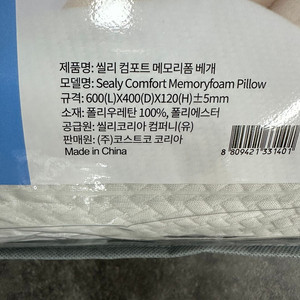 제품명: 씰리 컴포트 메모리폼 베개
모델명: Sealy Comfort Memoryfoam Pillow
규격: 600(L)X400(D)X120(H)±5mm
소재: 폴리우레탄 100%, 폴리에스터
공급원: 씰리코리아 컴퍼니(유)
판매원: (주)코스트코 코리아
Made in China
8 809421 331401